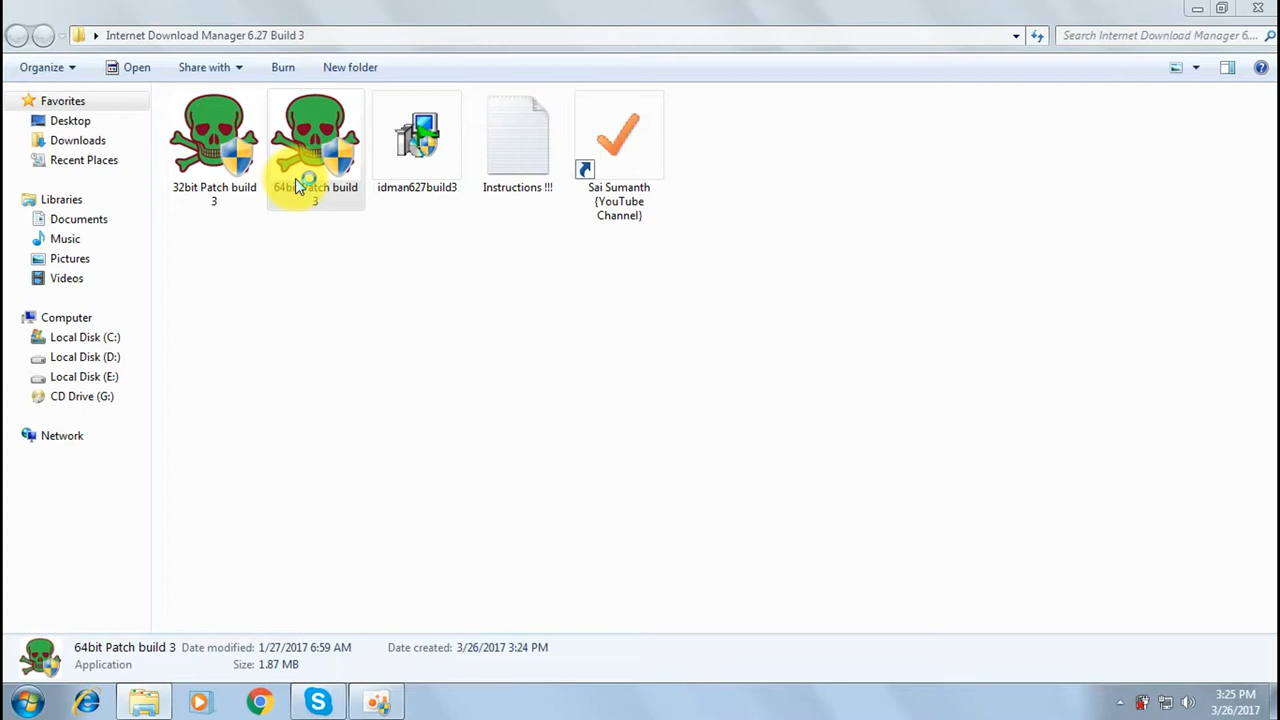 Internet Download Manager 6.27 Build 3
Search Internet Download Manager 6....
Organize
Open
Share with
Burn
New folder
Favorites
Desktop
Downloads
Recent Places
Libraries
Documents
Music
Pictures
Videos
Computer
Local Disk (C:)
Local Disk (D:)
Local Disk (E:)
CD Drive (G:)
Network
32bit Patch build
3
64bit Patch build
3
idman627build3
Instructions !!!
Sai Sumanth
{YouTube
Channel}
64bit Patch build 3
Date modified: 1/27/2017 6:59 AM
Date created: 3/26/2017 3:24 PM
Application
Size: 1.87 MB
3:25 PM
3/26/2017